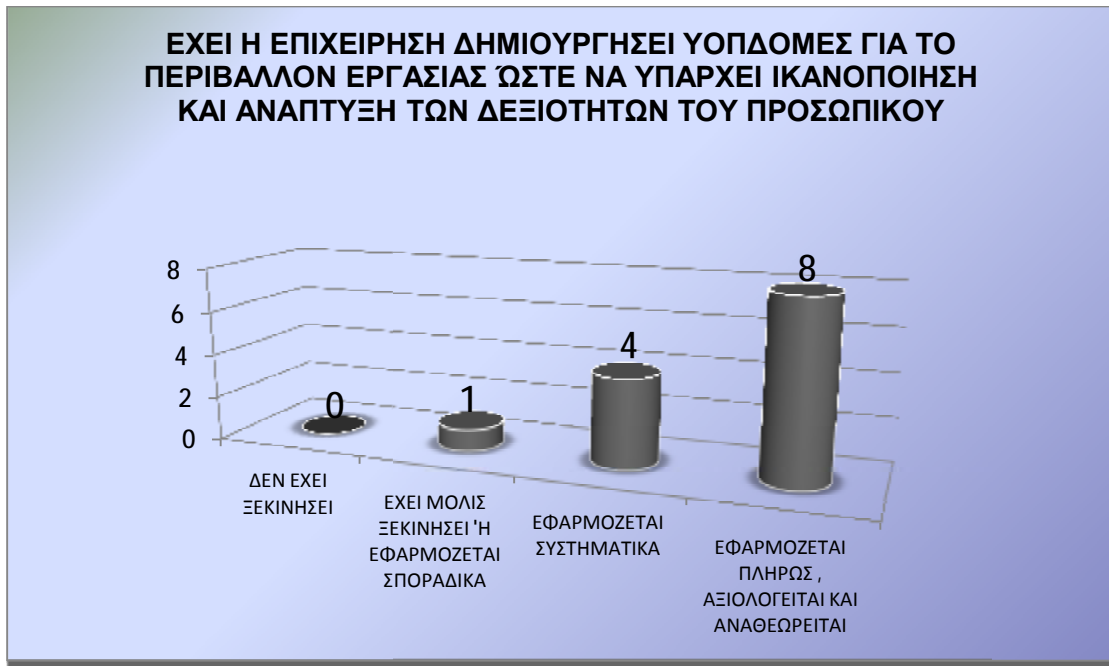 ΕΧΕΙ Η ΕΠΙΧΕΙΡΗΣΗ ΔΗΜΙΟΥΡΓΗΣΕΙ ΥΟΠΔΟΜΕΣ ΓΙΑ ΤΟ
ΠΕΡΙΒΑΛΛΟΝ ΕΡΓΑΣΙΑΣ ΏΣΤΕ ΝΑ ΥΠΑΡΧΕΙ ΙΚΑΝΟΠΟΙΗΣΗ
ΚΑΙ ΑΝΑΠΤΥΞΗ ΤΩΝ ΔΕΞΙΟΤΗΤΩΝ ΤΟΥ ΠΡΟΣΩΠΙΚΟΥ
8
6
4
2
0
0
1
4
8
ΔΕΝ ΕΧΕΙ
ΞΕΚΙΝΗΣΕΙ
ΕΧΕΙ ΜΟΛΙΣ
ΞΕΚΙΝΗΣΕΙ 'Η
ΕΦΑΡΜΟΖΕΤΑΙ
ΣΠΟΡΑΔΙΚΑ
ΕΦΑΡΜΟΖΕΤΑΙ
ΣΥΣΤΗΜΑΤΙΚΑ
ΕΦΑΡΜΟΖΕΤΑΙ
ΠΛΗΡΩΣ ,
ΑΞΙΟΛΟΓΕΙΤΑΙ ΚΑΙ
ΑΝΑΘΕΩΡΕΙΤΑΙ